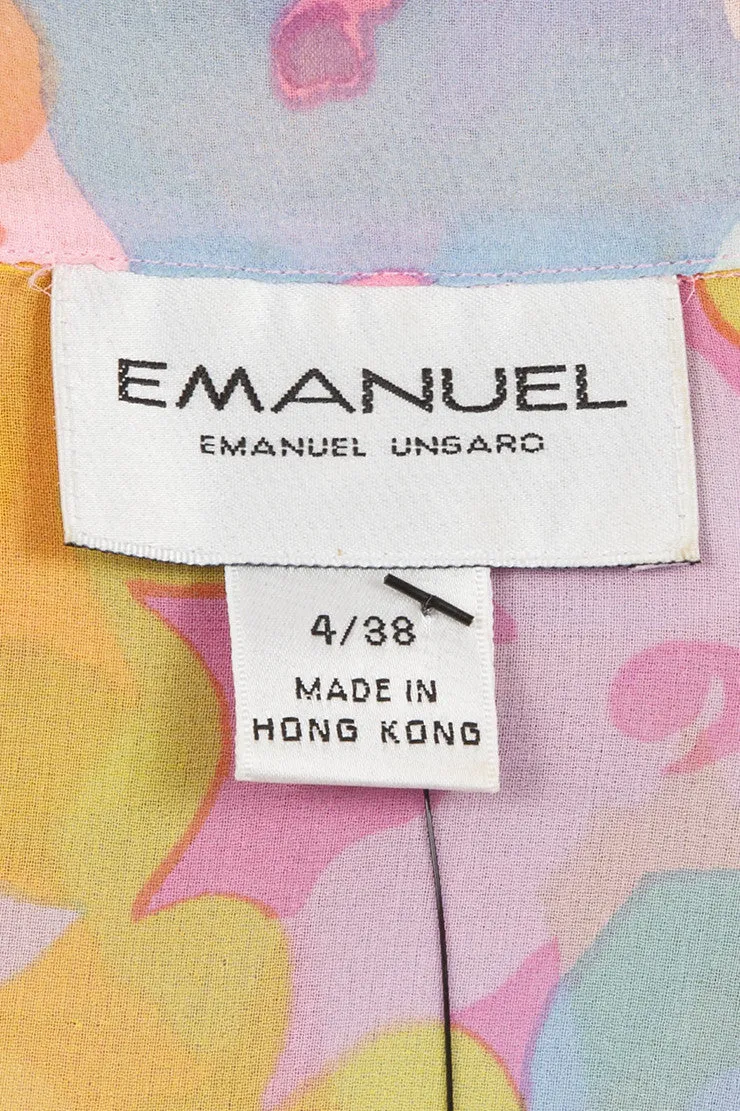 EMANUEL
EMANUEL UNGARO
4/38
MADE IN
HONG KONG